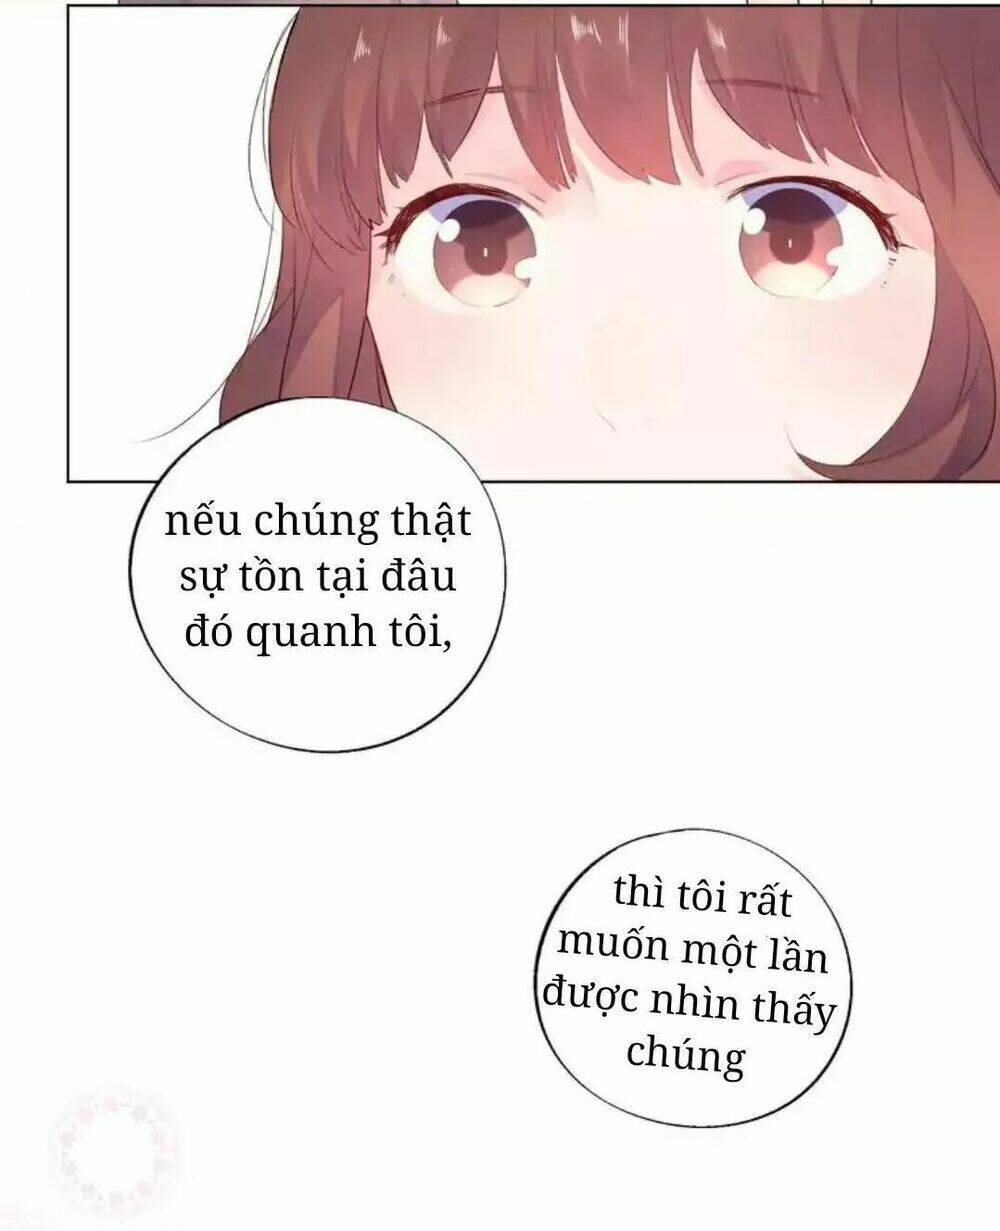 nếu chúng thật
sự tồn tại đâu
đó quanh tôi,
thì tôi rất
muốn một lần
được nhìn thấy
chúng